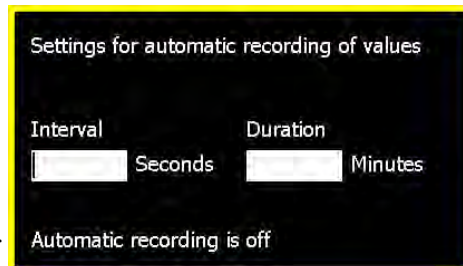 Settings for automatic recording of values
Interval Duration
Seconds Minutes
Automatic recording is off